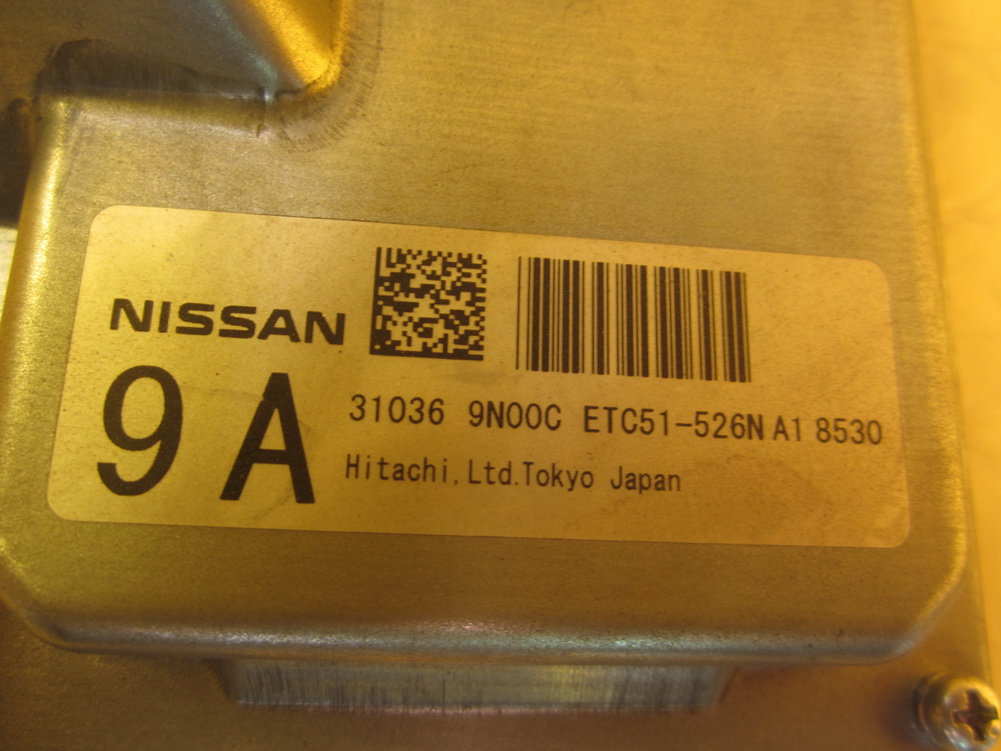 NISSAN
9A
31036 9N00C ETC51-526N A1 8530
Hitachi, Ltd. Tokyo Japan